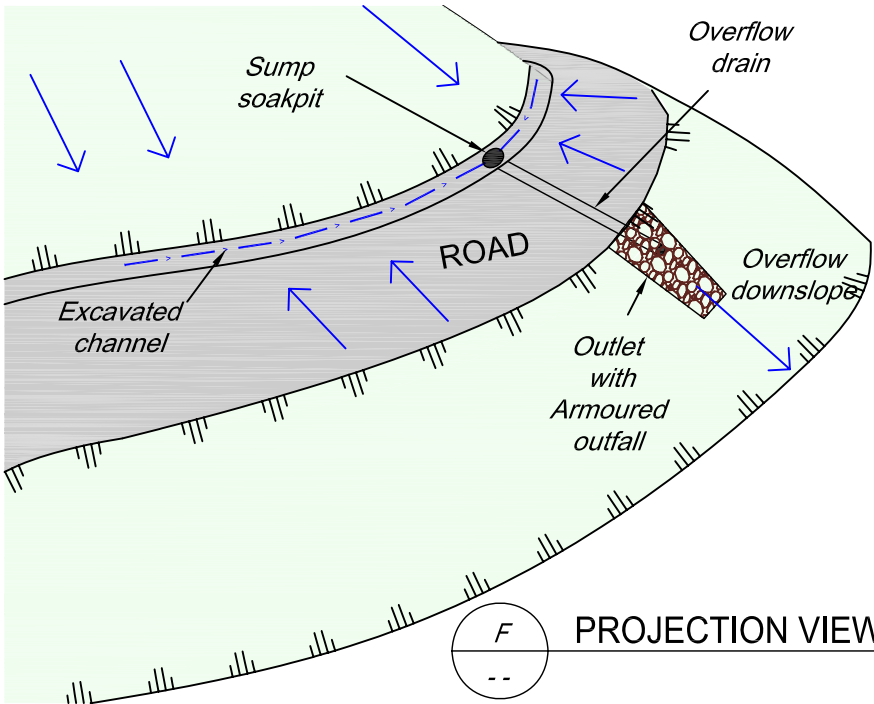 Overflow
drain
Sump
soakpit
ROAD
Overflow
downslope
Excavated
channel
Outlet
with
Armoured
outfall
F
--
PROJECTION VIEW